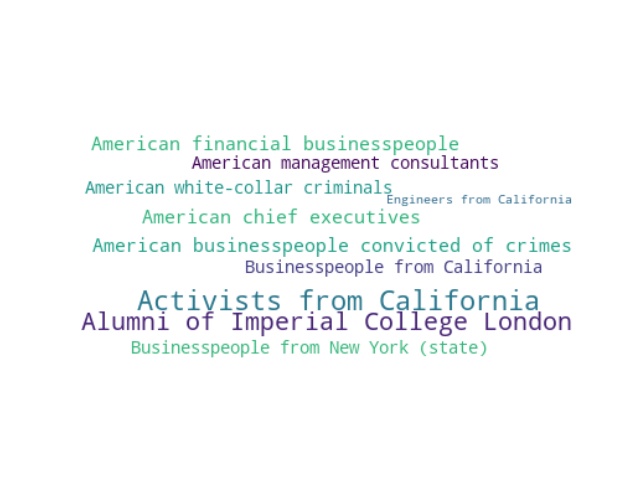 American financial businesspeople
American management consultants
American white-collar criminals
Engineers from California
American chief executives
American businesspeople convicted of crimes
Businesspeople from California
Activists from California
Alumni of Imperial College London
Businesspeople from New York (state)